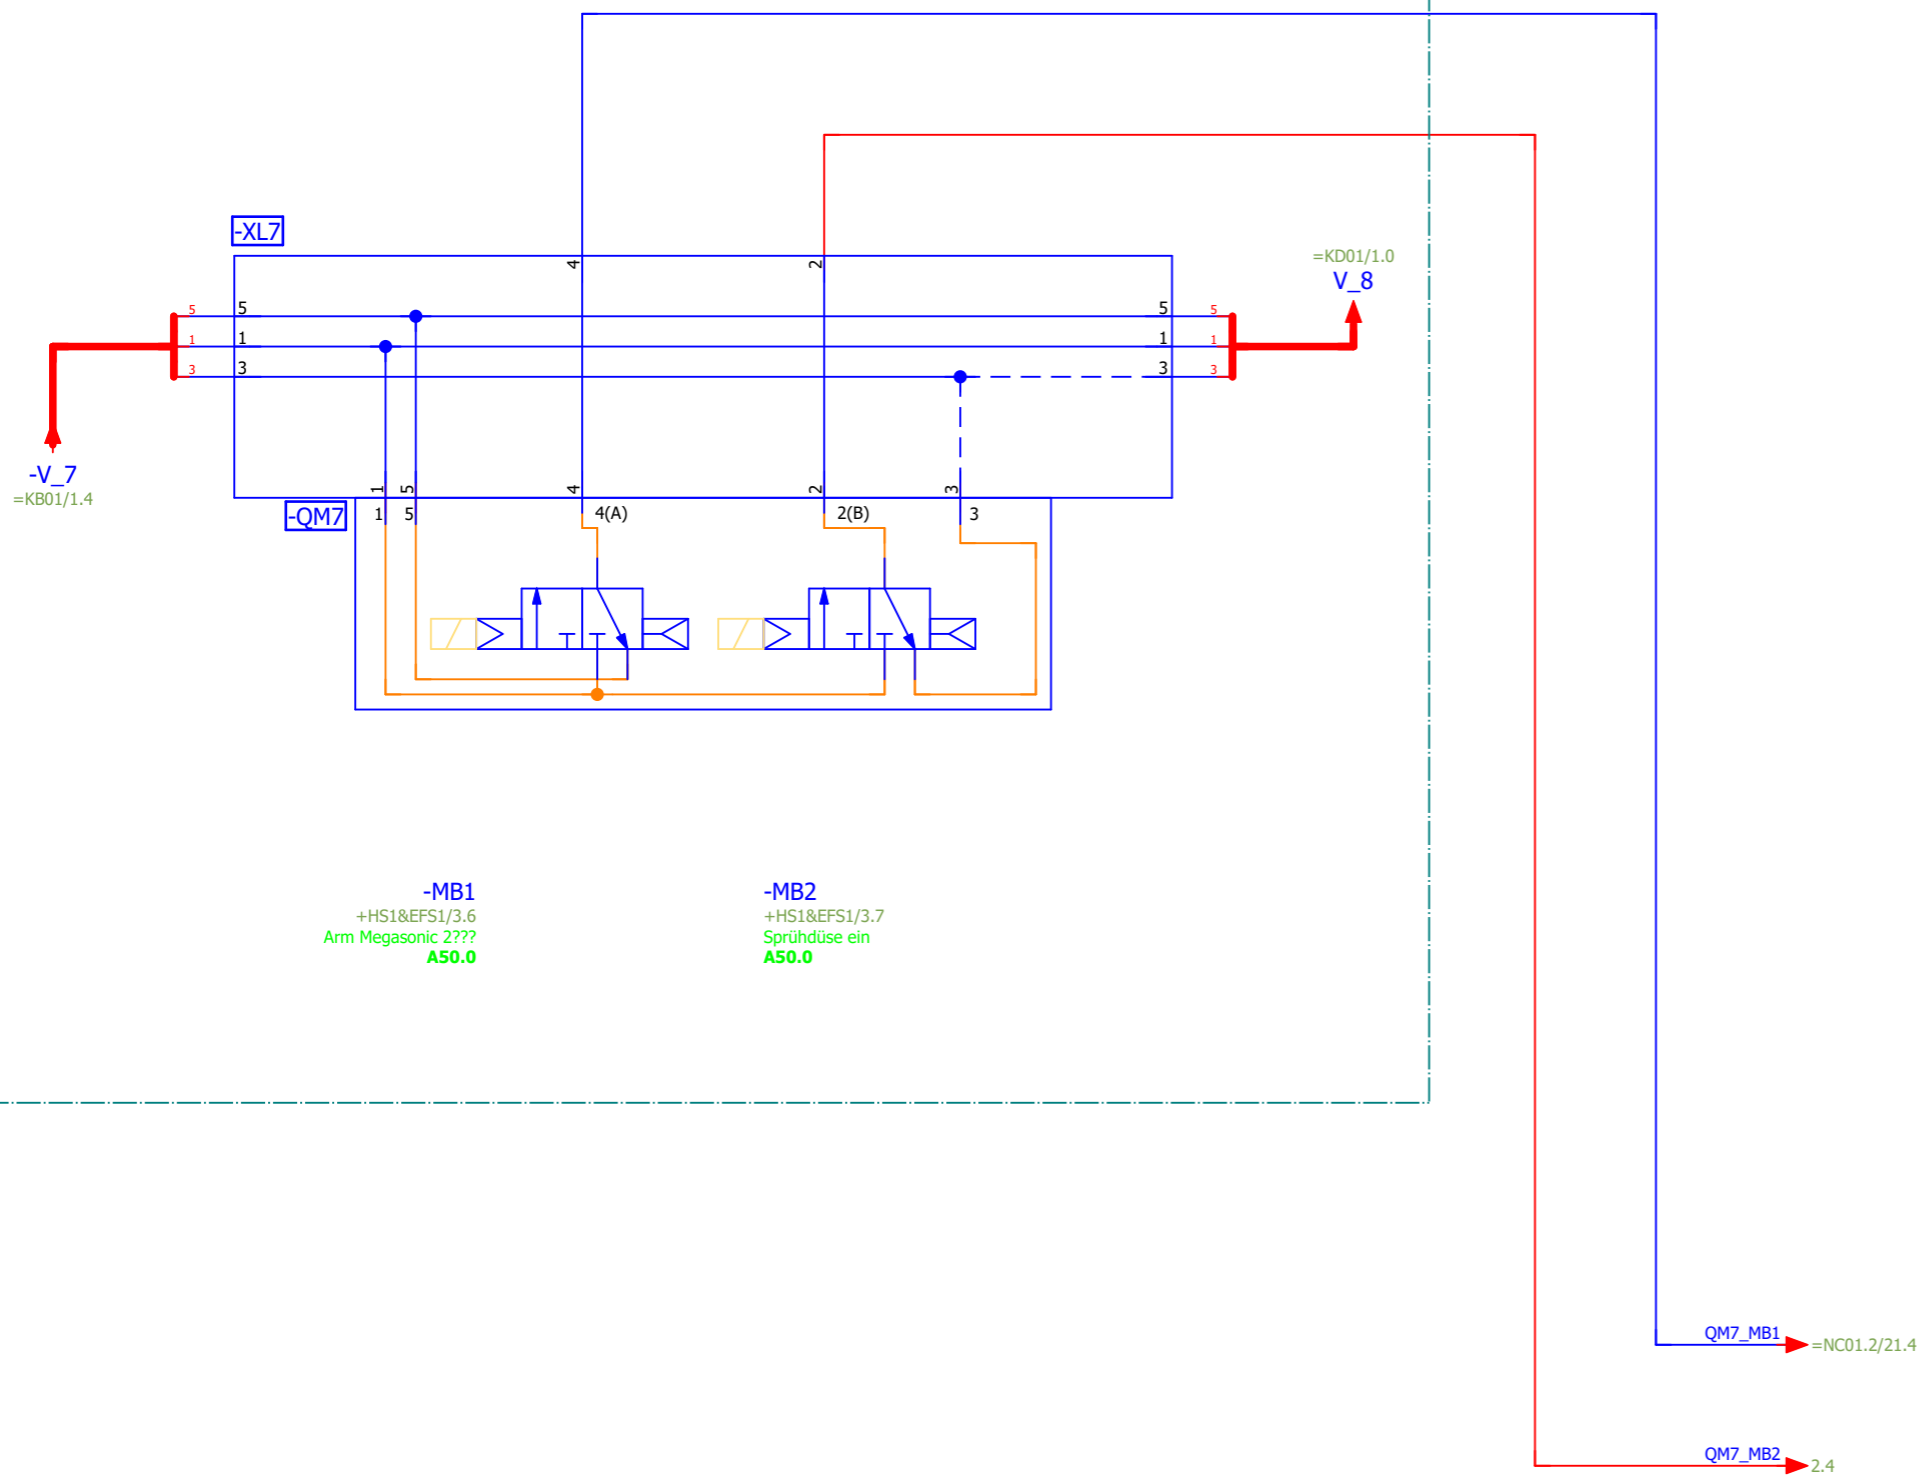 -XL7
4
2
=KD01/1.0
V_8
5
5
5
5
1
1
1
1
3
3
3
3
-V_7
=KB01/1.4
1
5
4
2
3
-QM7
1
5
4(A)
2(B)
3
-MB1
+HS1&EFS1/3.6
Arm Megasonic 2???
A50.0
-MB2
+HS1&EFS1/3.7
Sprühdüse ein
A50.0
QM7_MB1
=NC01.2/21.4
QM7_MB2
2.4